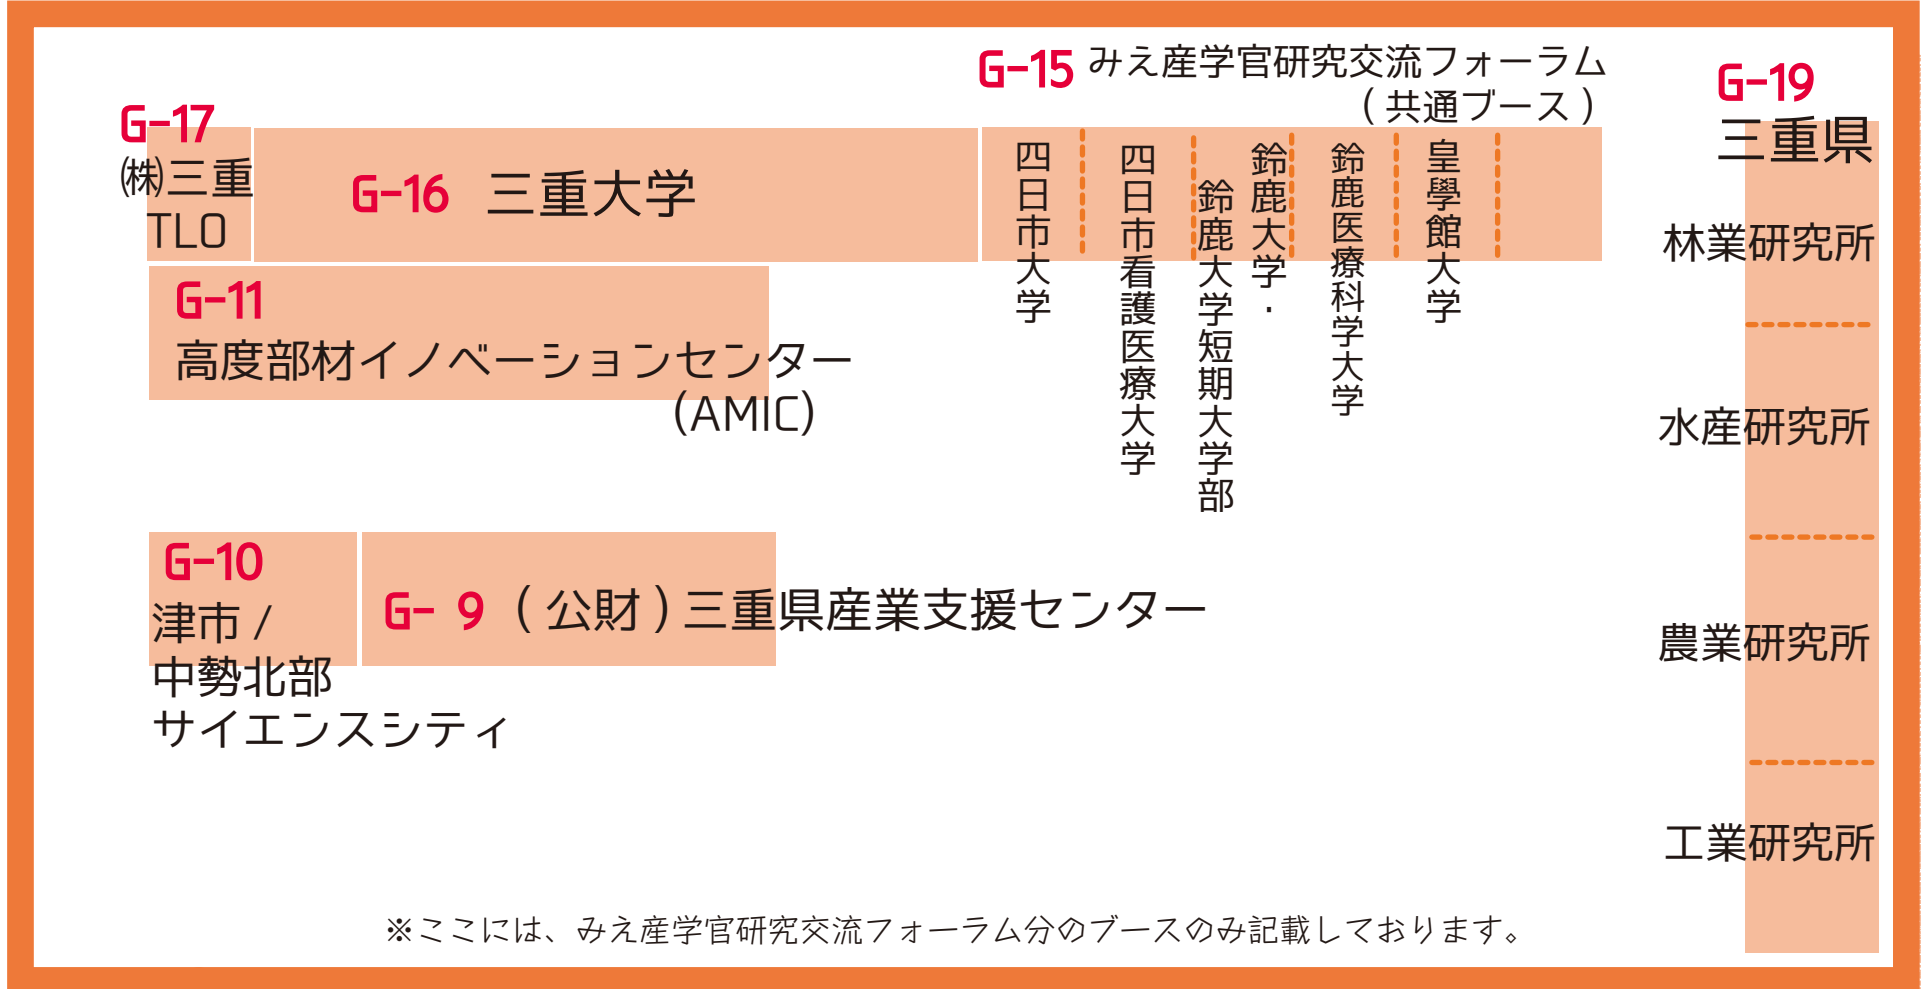 G-17
㈱三重
TLO
G-16 三重大学
G-15 みえ産学官研究交流フォーラム
(共通ブース)
四日市大学
四日市看護医療大学
鈴鹿大学・
鈴鹿大学短期大学部
鈴鹿医療科学大学
皇學館大学
G-19
三重県
林業研究所
水産研究所
農業研究所
工業研究所
G-11
高度部材イノベーションセンター
(AMIC)
G-10
津市 /
中勢北部
サイエンスシティ
G- 9 (公財)三重県産業支援センター
※ここには、みえ産学官研究交流フォーラム分のブースのみ記載しております。